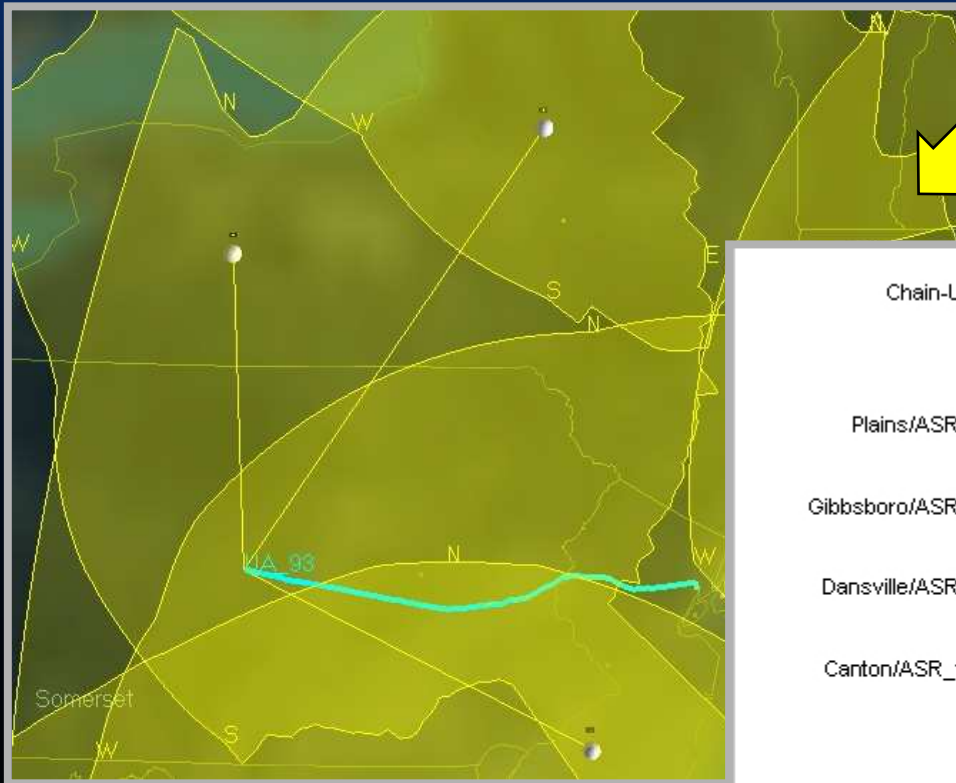 N
N
W
W
E
S
N
UA_93
N
W
Somerset
S
W
Chain-U
Plains/ASR
Gibbsboro/ASR
Dansville/ASR
Canton/ASR_